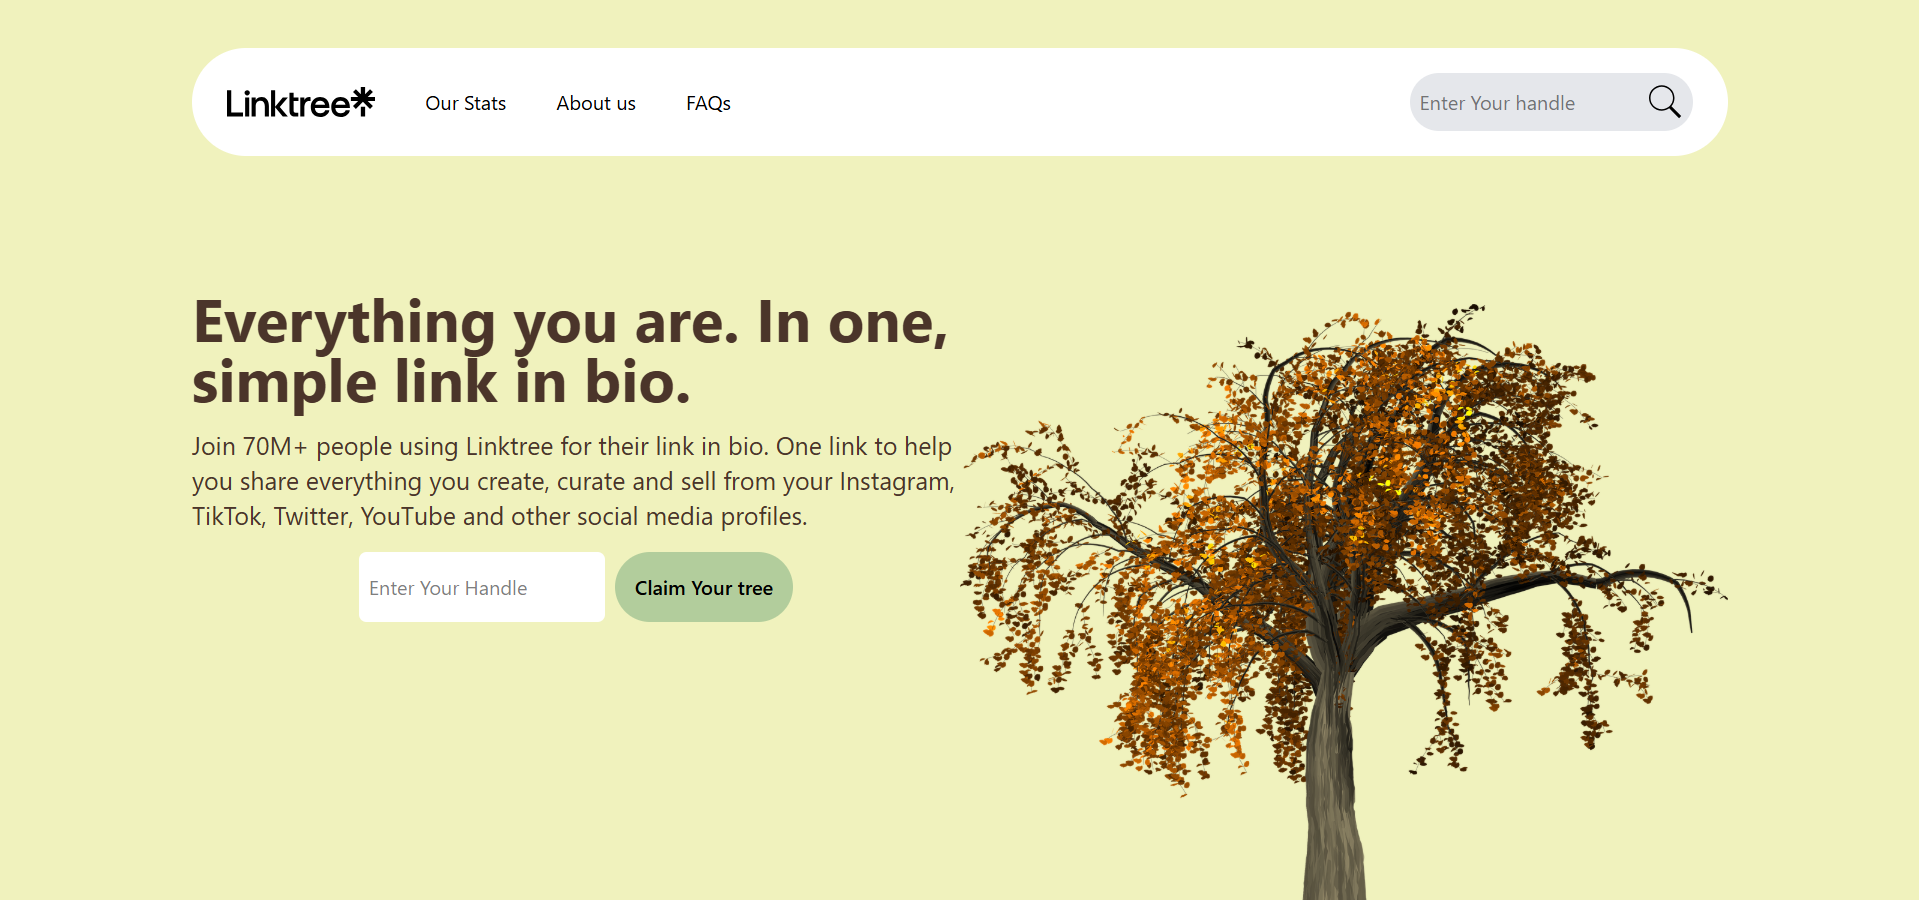 Linktree*
Our Stats
About us
FAQs
Enter Your handle
Everything you are. In one,
simple link in bio.
Join 70M+ people using Linktree for their link in bio. One link to help
you share everything you create, curate and sell from your Instagram,
TikTok, Twitter, YouTube and other social media profiles.
Enter Your Handle
Claim Your tree